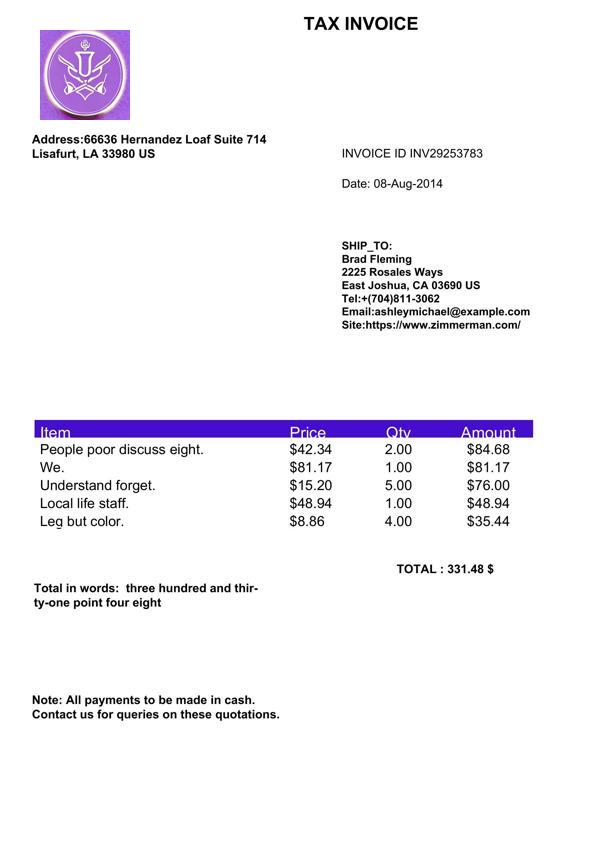 TAX INVOICE
U
Address:66636 Hernandez Loaf Suite 714
Lisafurt, LA 33980 US
INVOICE ID INV29253783
Date: 08-Aug-2014
SHIP_TO:
Brad Fleming
2225 Rosales Ways
East Joshua, CA 03690 US
Tel:+(704)811-3062
Email:ashleymichael@example.com
Site:https://www.zimmerman.com/
Item Price Qty Amount
People poor discuss eight. $42.34 2.00 $84.68
We. $81.17 1.00 $81.17
Understand forget. $15.20 5.00 $76.00
Local life staff. $48.94 1.00 $48.94
Leg but color. $8.86 4.00 $35.44
TOTAL : 331.48 $
Total in words:  three hundred and thir-
ty-one point four eight
Note: All payments to be made in cash.
Contact us for queries on these quotations.